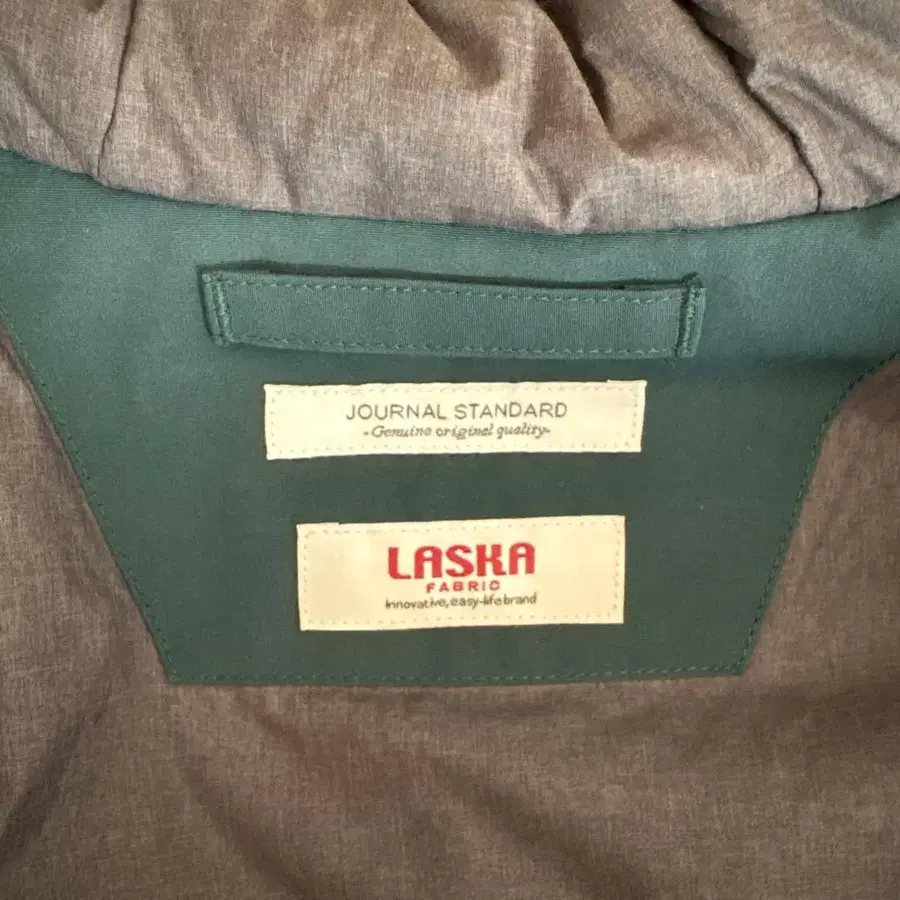 JOURNAL STANDARD
-Genuine original quality-
LASKA
FABRIC
innovative, easy-life brand